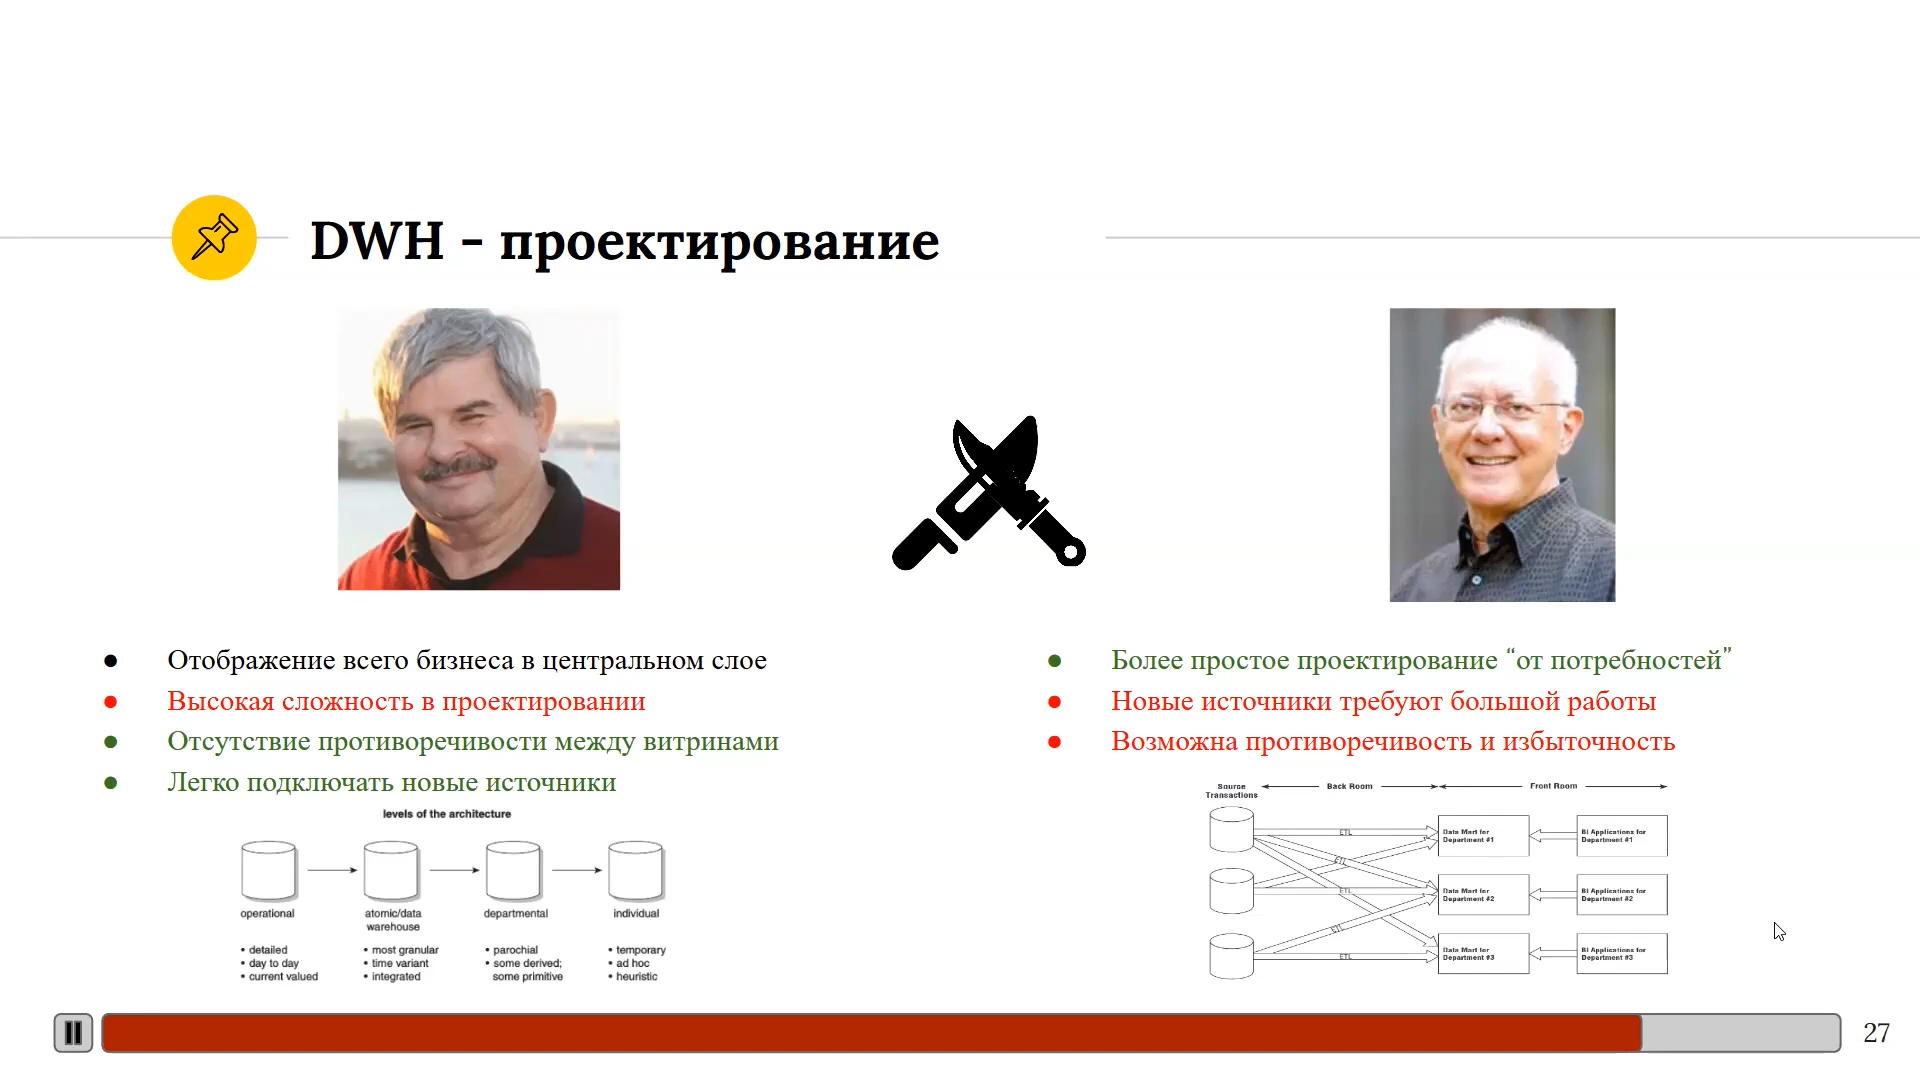 DWH - проектирование
Отображение всего бизнеса в центральном слое
Высокая сложность в проектировании
Отсутствие противоречивости между витринами
Легко подключать новые источники
levels of the architecture
operational
• detailed
• day to day
• current valued
atomic/data
warehouse
• most granular
• time variant
• integrated
departmental
• parochial
• some derived;
some primitive
individual
• temporary
• ad hoc
• heuristic
Более простое проектирование “от потребностей”
Новые источники требуют большой работы
Возможна противоречивость и избыточность
Source
Transactions
Back Room
Front Room
ETL
ETL
ETL
ETL
ETL
Data Mart for
Department #1
BI Applications for
Department #1
Data Mart for
Department #2
BI Applications for
Department #2
Data Mart for
Department #3
BI Applications for
Department #3
27